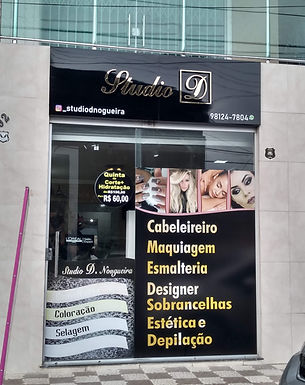 Studio D
_studiodnogueira
98124-7804
Quinta
Corte+
Hidratação
R$ 60,00
Cabeleireiro
Maquiagem
Esmalteria
Designer
Sobrancelhas
Estética e
Depilação
Studio D. Nogueira
Coloração
Selagem